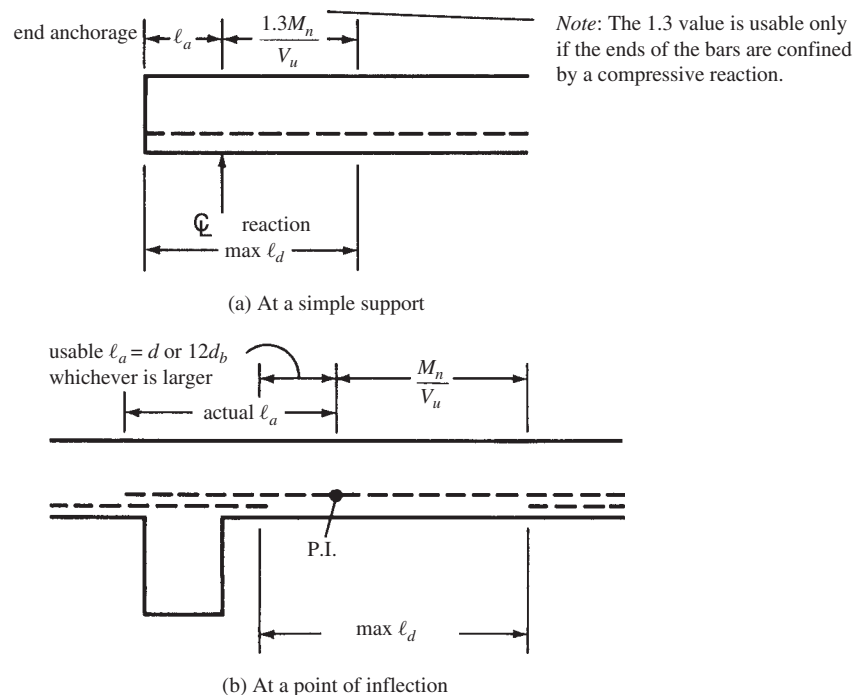 end anchorage
ℓa
1.3Mn
Vu
Note: The 1.3 value is usable only
if the ends of the bars are confined
by a compressive reaction.
℄ reaction
max ℓd
(a) At a simple support
usable ℓa = d or 12db
whichever is larger
Mn
Vu
actual ℓa
P.I.
max ℓd
(b) At a point of inflection